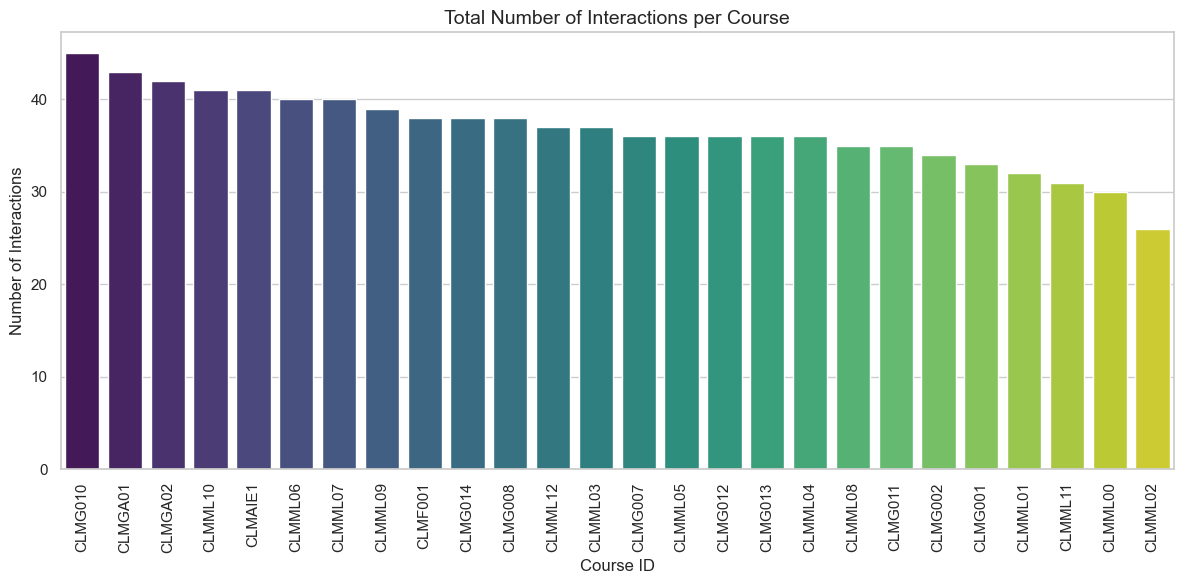 Total Number of Interactions per Course
Number of Interactions
40
30
20
10
0
CLMG010
CLMGA01
CLMGA02
CLMML10
CLMAIE1
CLMML06
CLMML07
CLMML09
CLMF001
CLMG014
CLMG008
CLMML12
CLMML03
CLMG007
CLMML05
CLMG012
CLMG013
CLMML04
CLMML08
CLMG011
CLMG002
CLMG001
CLMML01
CLMML11
CLMML00
CLMML02
Course ID